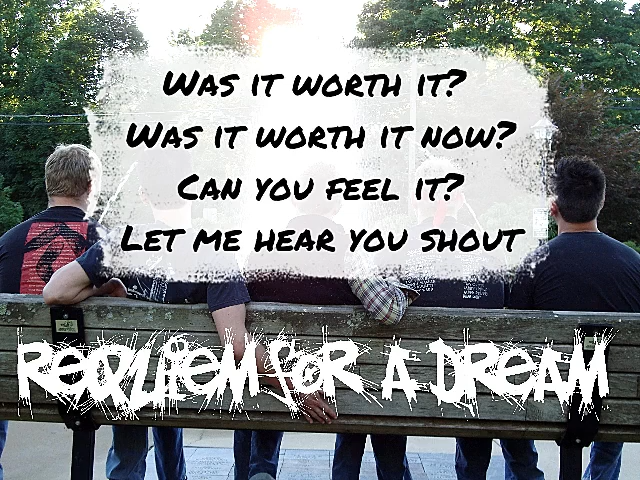 Was it worth it?
Was it worth it now?
Can you feel it?
Let me hear you shout
Requiem for a Dream